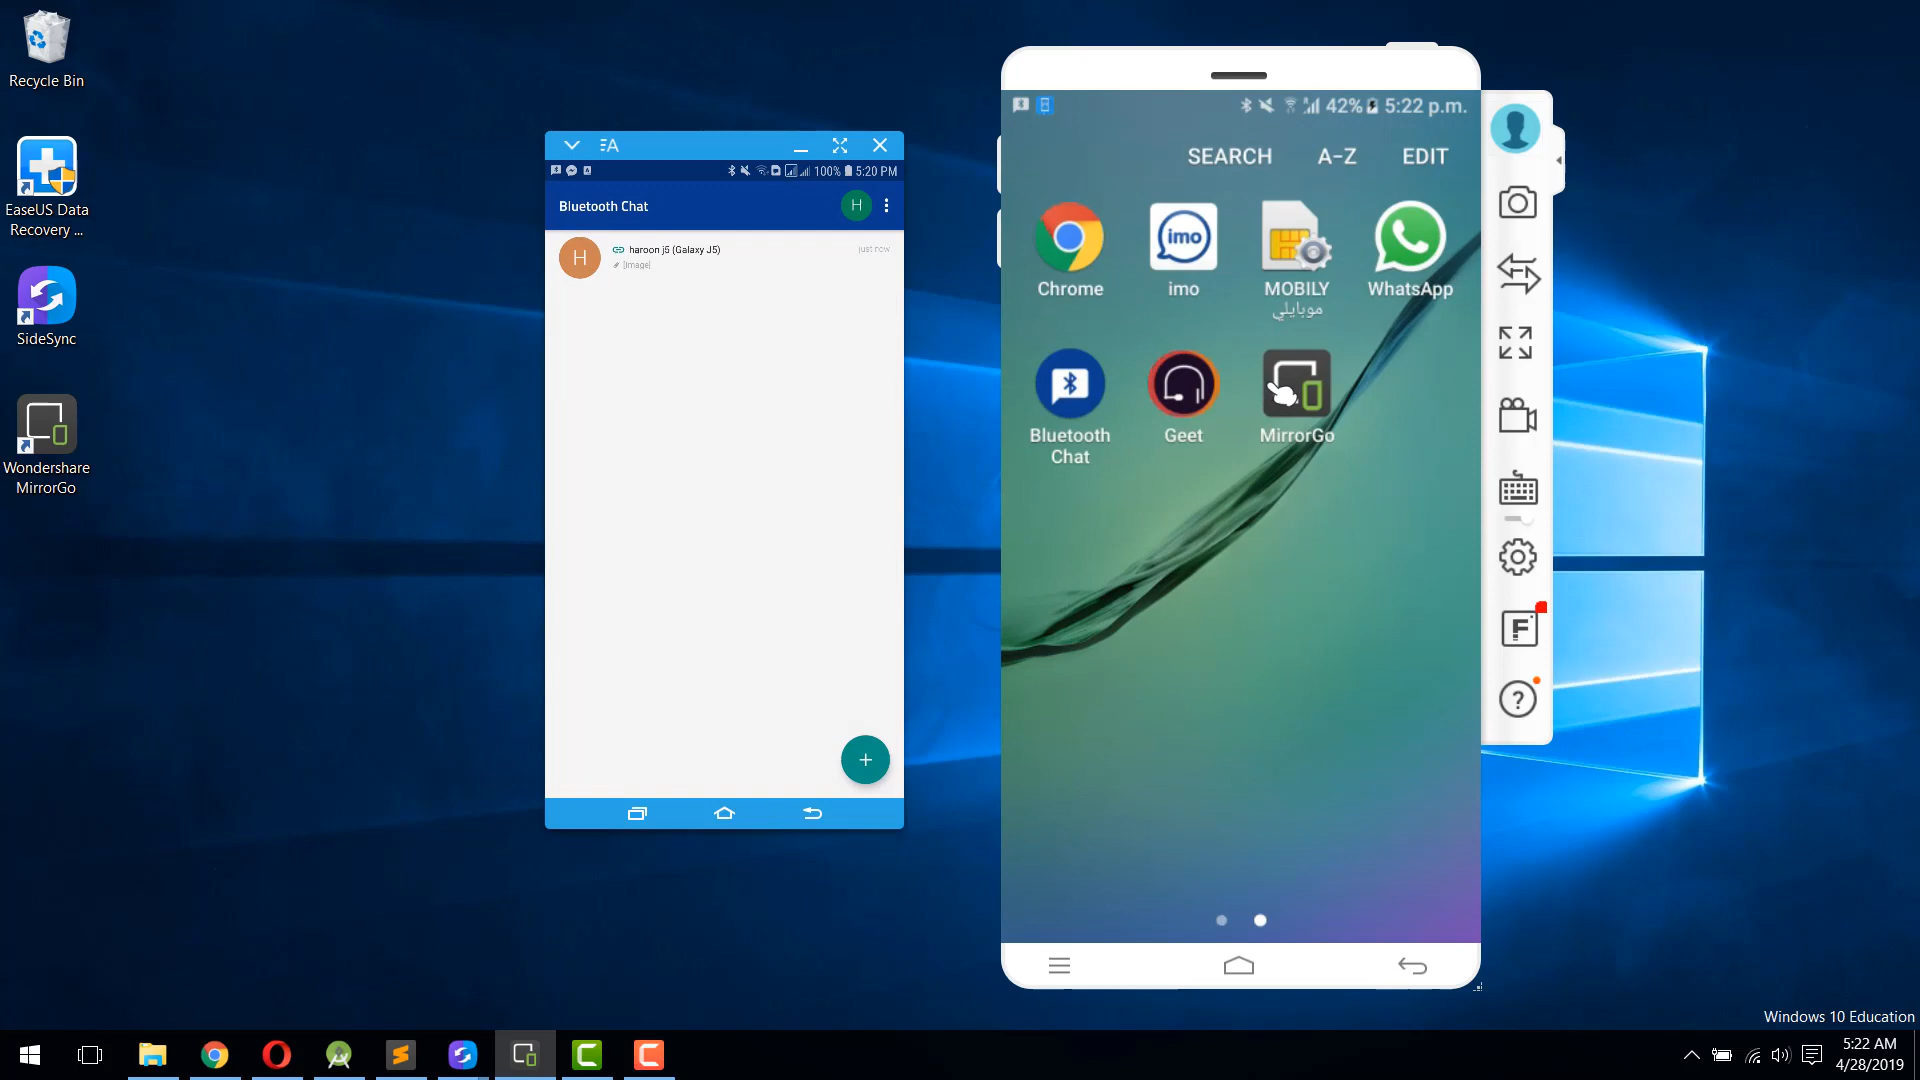 Recycle Bin
EaseUS Data
Recovery ...
SideSync
Wondershare
MirrorGo
100% 5:20 PM
Bluetooth Chat
H
H
haroon j5 (Galaxy J5)
just now
[Image]
42% 5:22 p.m.
SEARCH A-Z EDIT
imo
Chrome
imo
MOBILY
موبايلي
WhatsApp
Bluetooth
Chat
Geet
MirrorGo
Windows 10 Education
5:22 AM
4/28/2019